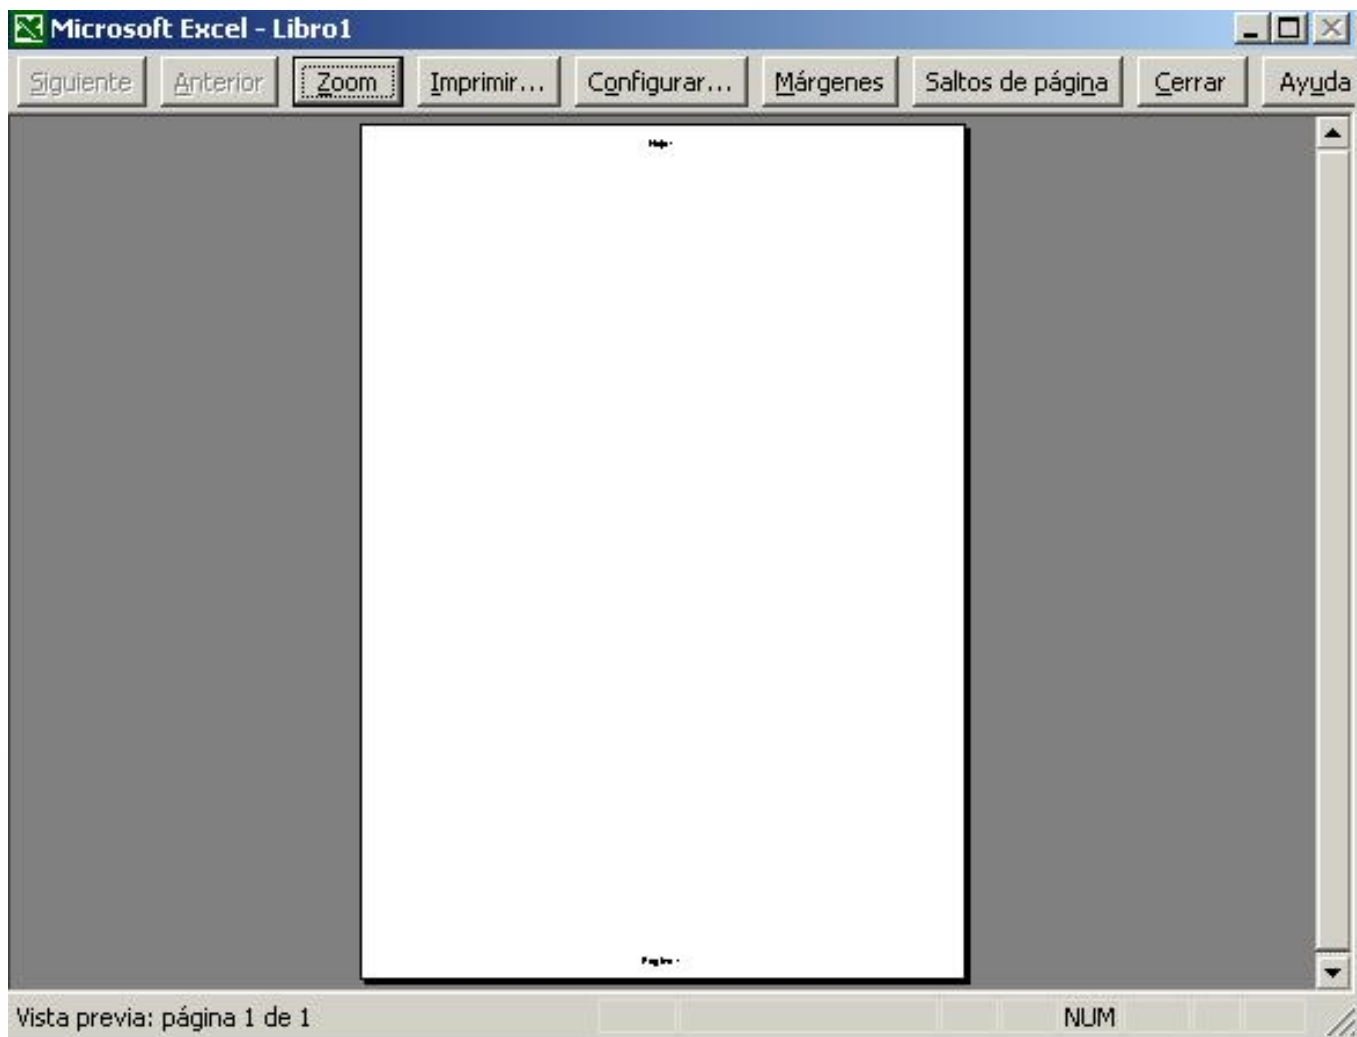 Microsoft Excel - Libro1
Siguiente Anterior Zoom Imprimir... Configurar... Márgenes Saltos de página Cerrar Ayuda
Vista previa: página 1 de 1 NUM